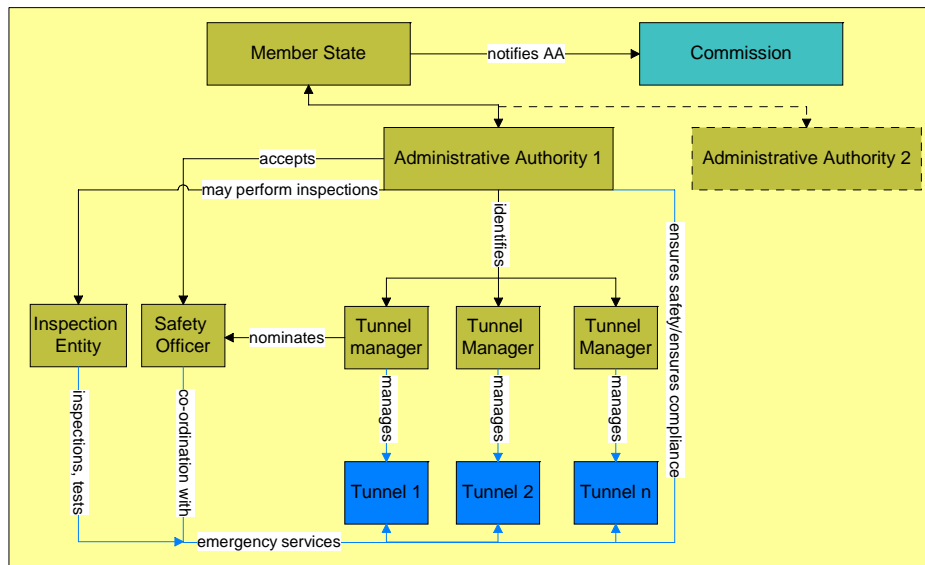 Member State
notifies AA
Commission
Administrative Authority 1
Administrative Authority 2
accepts
may perform inspections
identifies
ensures safety/ensures compliance
Inspection
Entity
Safety
Officer
nominates
Tunnel
manager
Tunnel
Manager
Tunnel
Manager
inspections, tests
co-ordination with
manages
manages
manages
Tunnel 1
Tunnel 2
Tunnel n
emergency services